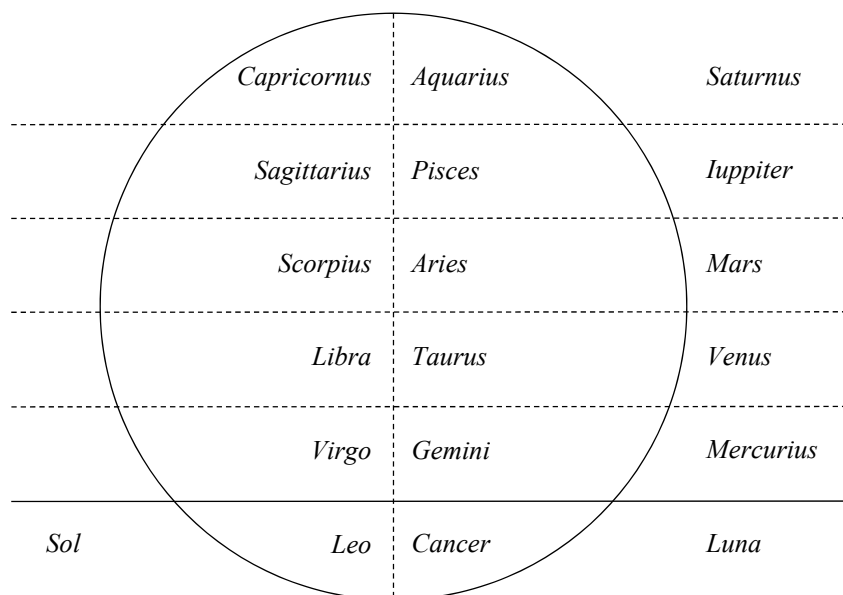 Capricornus Aquarius Saturnus
Sagittarius Pisces Iuppiter
Scorpius Aries Mars
Libra Taurus Venus
Virgo Gemini Mercurius
Sol Leo Cancer Luna